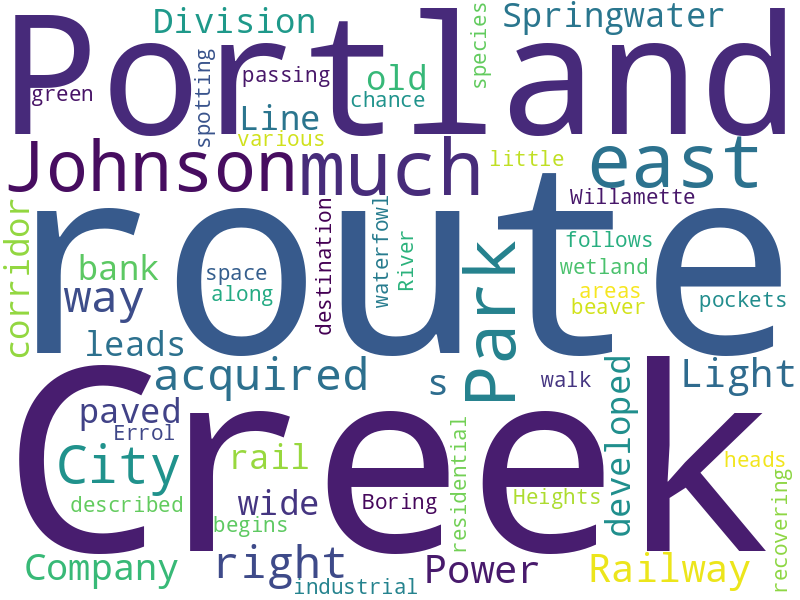 Portland
Division
Springwater
species
spotting
passing
old
green
chance
Line
various
Johnson
much
little
east
Willamette
route
corridor
destination
waterfowl
River
Park
follows
bank
space
wetland
way
along
areas
beaver
pockets
leads
acquired
s
walk
Light
Creek
developed
paved
Errol
City
rail
residential
heads
recovering
described
wide
Boring
Heights
begins
Company
right
industrial
Power
Railway